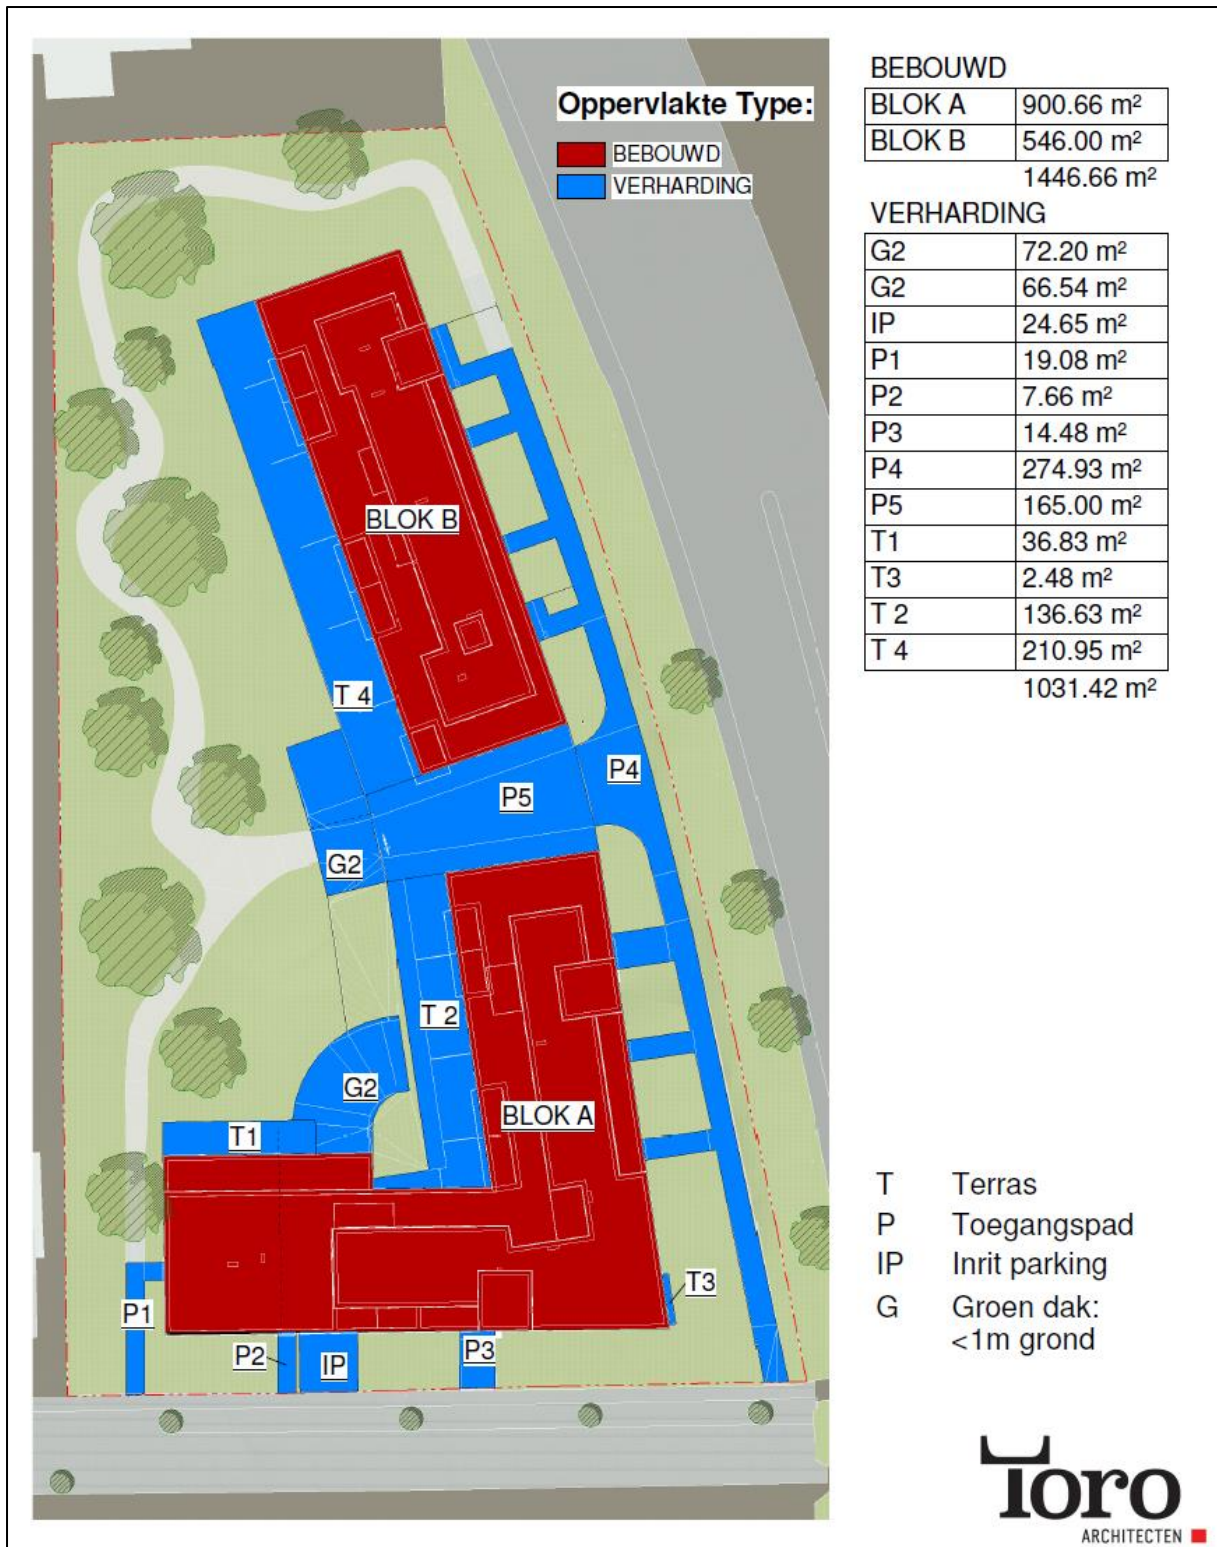 Oppervlakte Type:
BEBOUWD
VERHARDING
BEBOUWD
BLOK A 900.66 m²
BLOK B 546.00 m²
1446.66 m²
VERHARDING
G2 72.20 m²
G2 66.54 m²
IP 24.65 m²
P1 19.08 m²
P2 7.66 m²
P3 14.48 m²
P4 274.93 m²
P5 165.00 m²
T1 36.83 m²
T3 2.48 m²
T 2 136.63 m²
T 4 210.95 m²
1031.42 m²
BLOK B
T 4
P4
P5
G2
T 2
G2
BLOK A
T1
T3
P1
P2
IP
P3
T Terras
P Toegangspad
IP Inrit parking
G Groen dak:
<1m grond
Toro
ARCHITECTEN